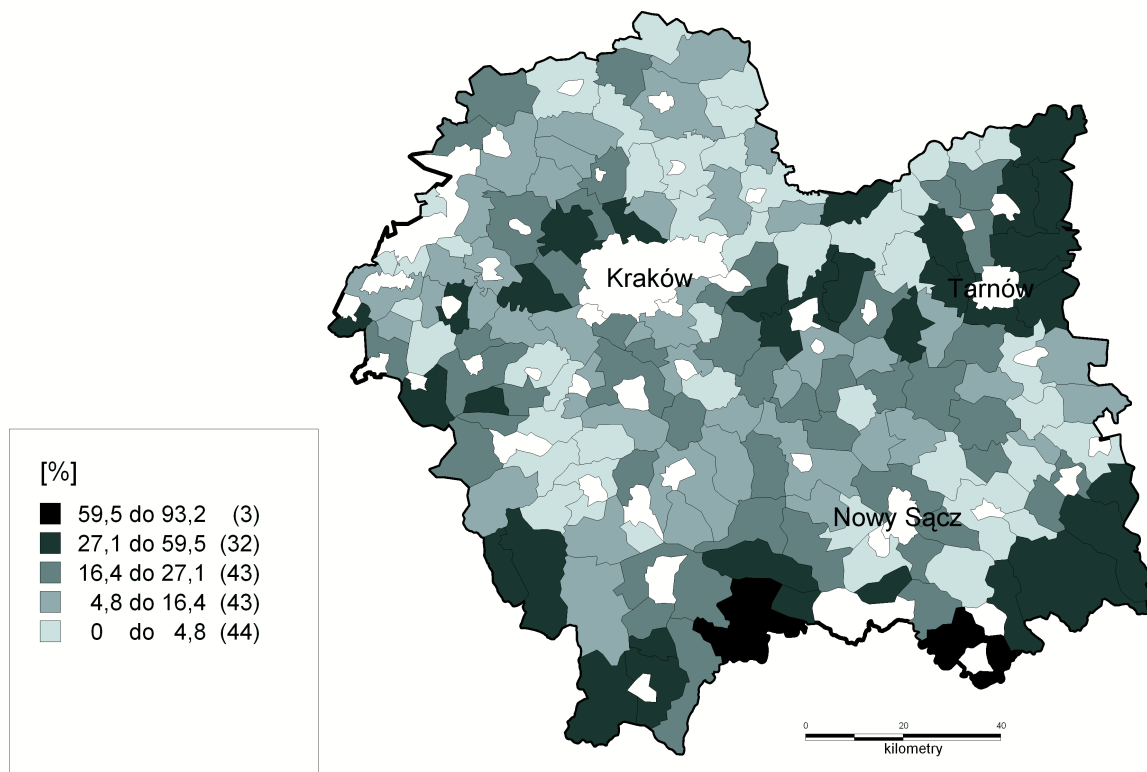 Kraków
Tarnów
Nowy Sącz
[%]
59,5 do 93,2 (3)
27,1 do 59,5 (32)
16,4 do 27,1 (43)
4,8 do 16,4 (43)
0 do 4,8 (44)
0 20 40
kilometry